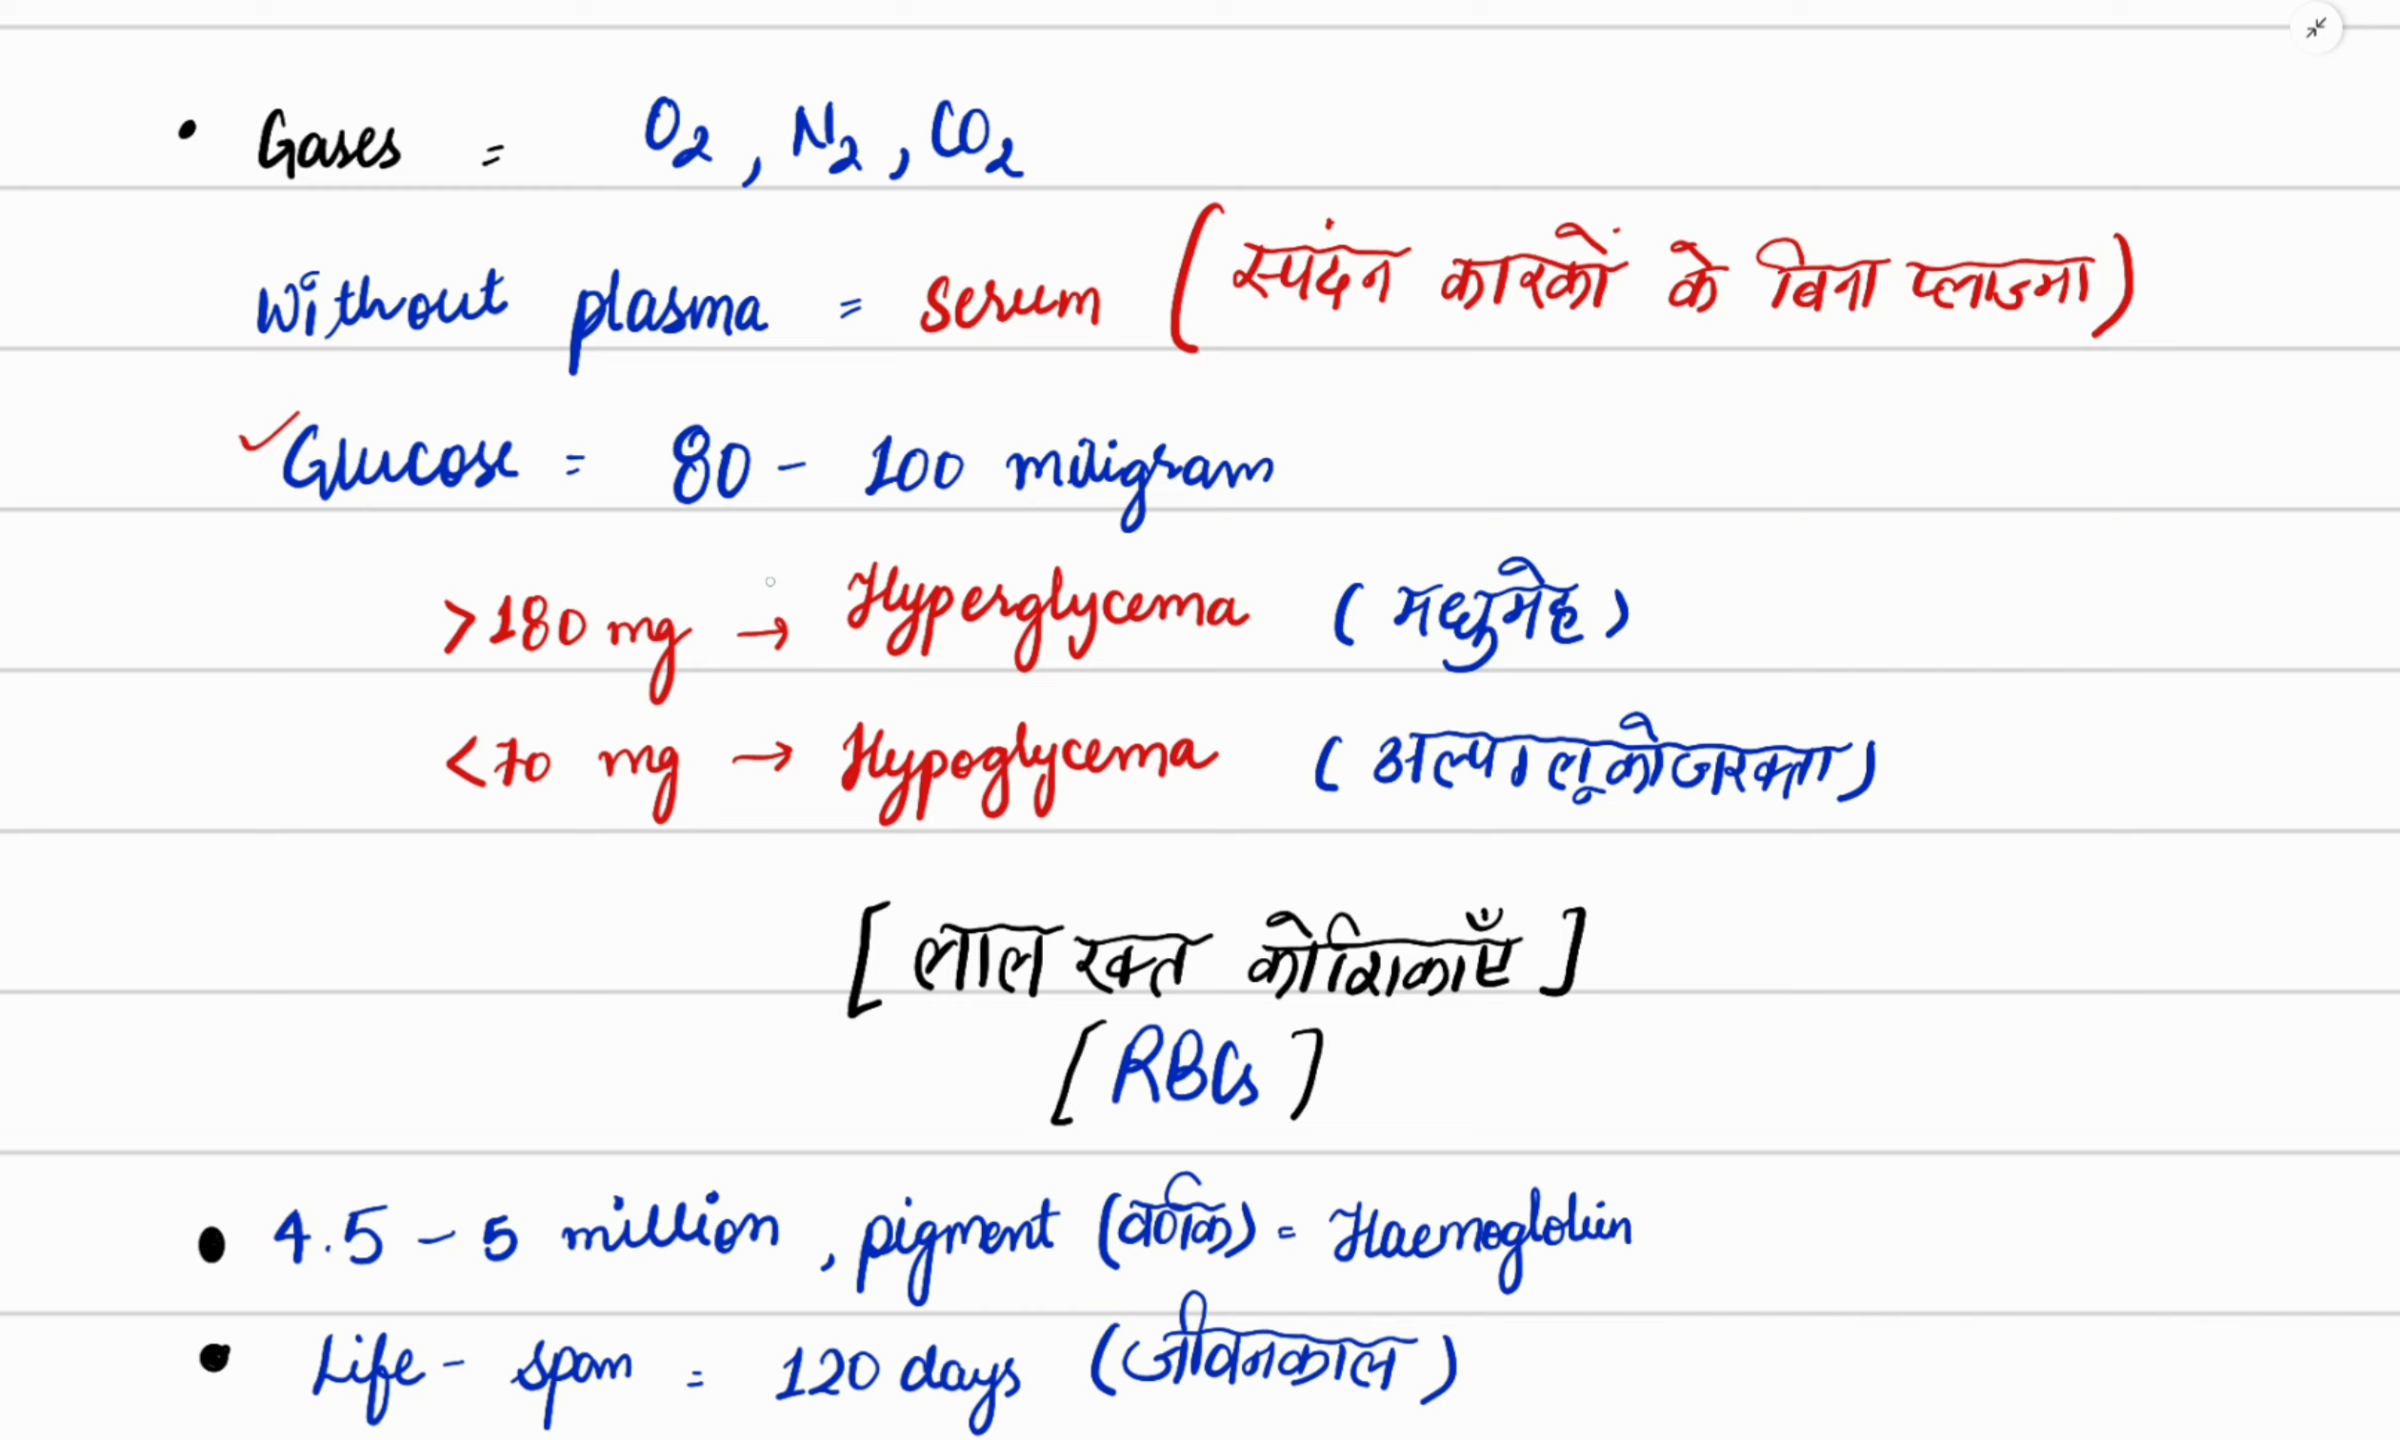 • Gases = O₂, N₂, CO₂
Without plasma = serum (स्पंदन कारकों के बिना प्लाज्मा)
✓Glucose = 80 - 100 miligram
>180 mg → Hyperglycema (मधुमेह)
<70 mg → Hypoglycema (अल्पग्लूकोजरक्ता)
[लाल रक्त कोशिकाएँ]
[RBCs]
• 4.5 - 5 million, pigment (वर्णक) = Haemoglobin
• Life - span = 120 days (जीवनकाल)